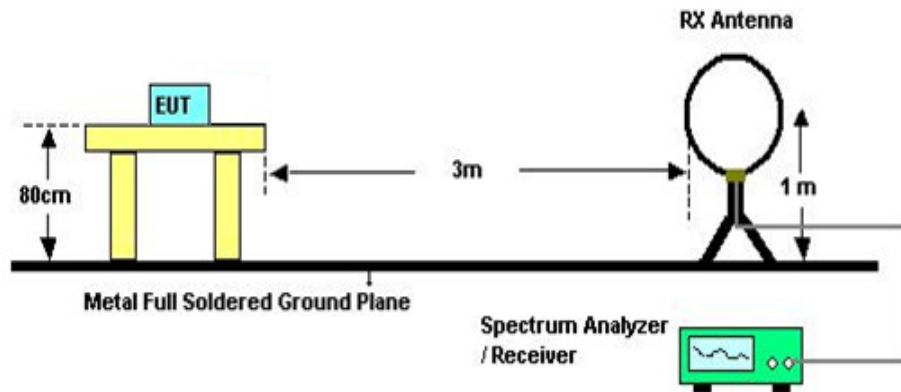 RX Antenna
EUT
3m
80cm
1 m
Metal Full Soldered Ground Plane
Spectrum Analyzer
/ Receiver